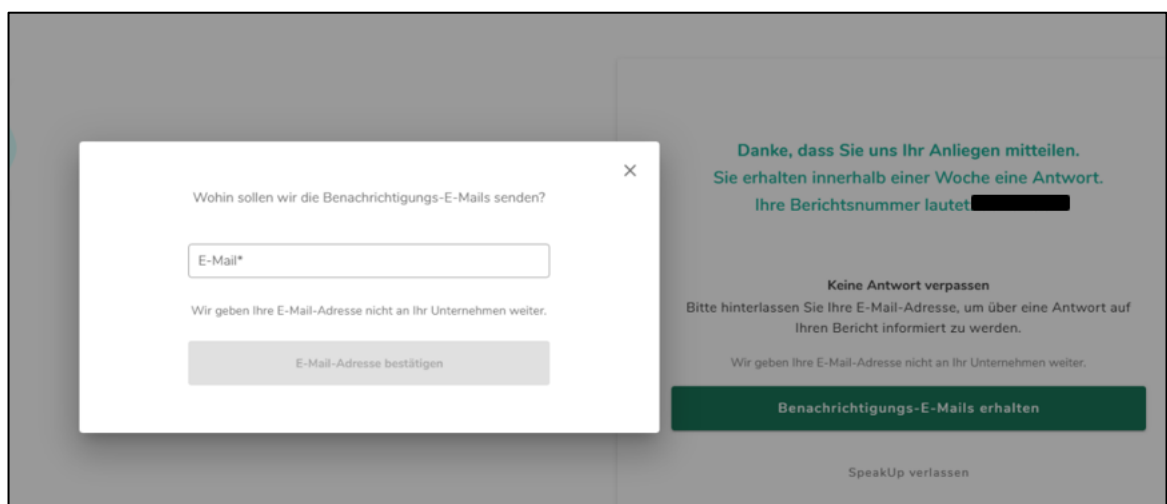 Wohin sollen wir die Benachrichtigungs-E-Mails senden?
E-Mail*
Wir geben Ihre E-Mail-Adresse nicht an Ihr Unternehmen weiter.
E-Mail-Adresse bestätigen
Danke, dass Sie uns Ihr Anliegen mitteilen.
Sie erhalten innerhalb einer Woche eine Antwort.
Ihre Berichtsnummer lautet
Keine Antwort verpassen
Bitte hinterlassen Sie Ihre E-Mail-Adresse, um über eine Antwort auf
Ihren Bericht informiert zu werden.
Wir geben Ihre E-Mail-Adresse nicht an Ihr Unternehmen weiter.
Benachrichtigungs-E-Mails erhalten
SpeakUp verlassen